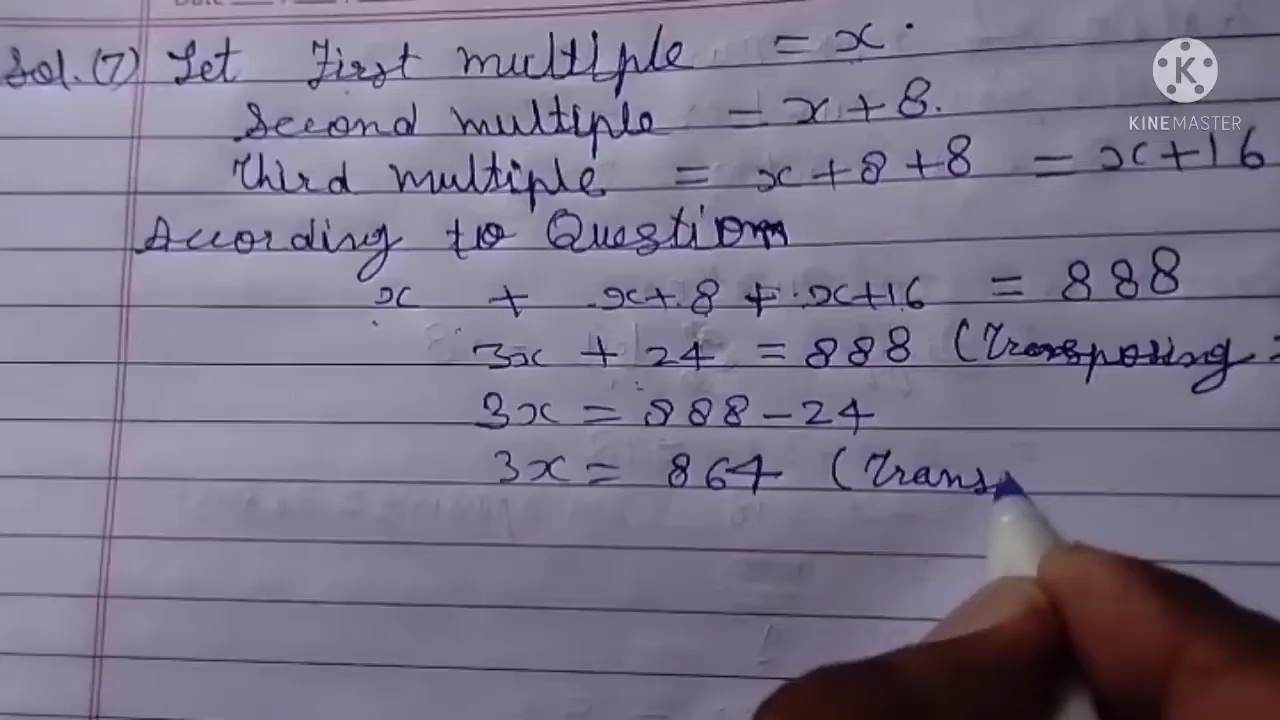 Sol.(7) Let First multiple = x.
Second multiple = x + 8.
Third multiple = x + 8 + 8 = x + 16
According to Question
x + x + 8 + x + 16 = 888
3x + 24 = 888 (Transposing
3x = 888 - 24
3x = 864 (Trans
KINEMASTER